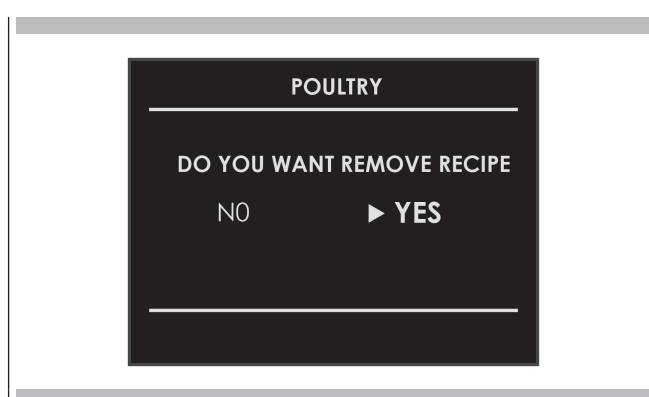 POULTRY
DO YOU WANT REMOVE RECIPE
N0 ▶ YES